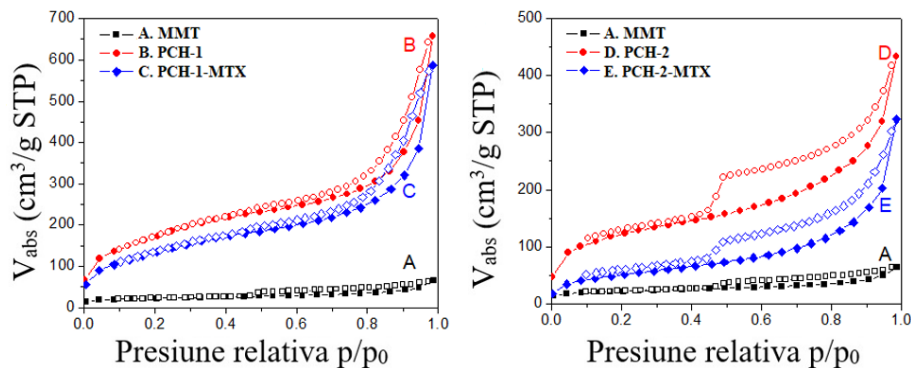 700
600
500
400
300
200
100
0
V_abs (cm³/g STP)
A. MMT
B. PCH-1
C. PCH-1-MTX
B
C
A
0.0 0.2 0.4 0.6 0.8 1.0
Presiune relativa p/p₀
500
400
300
200
100
0
V_abs (cm³/g STP)
A. MMT
D. PCH-2
E. PCH-2-MTX
D
E
A
0.0 0.2 0.4 0.6 0.8 1.0
Presiune relativa p/p₀